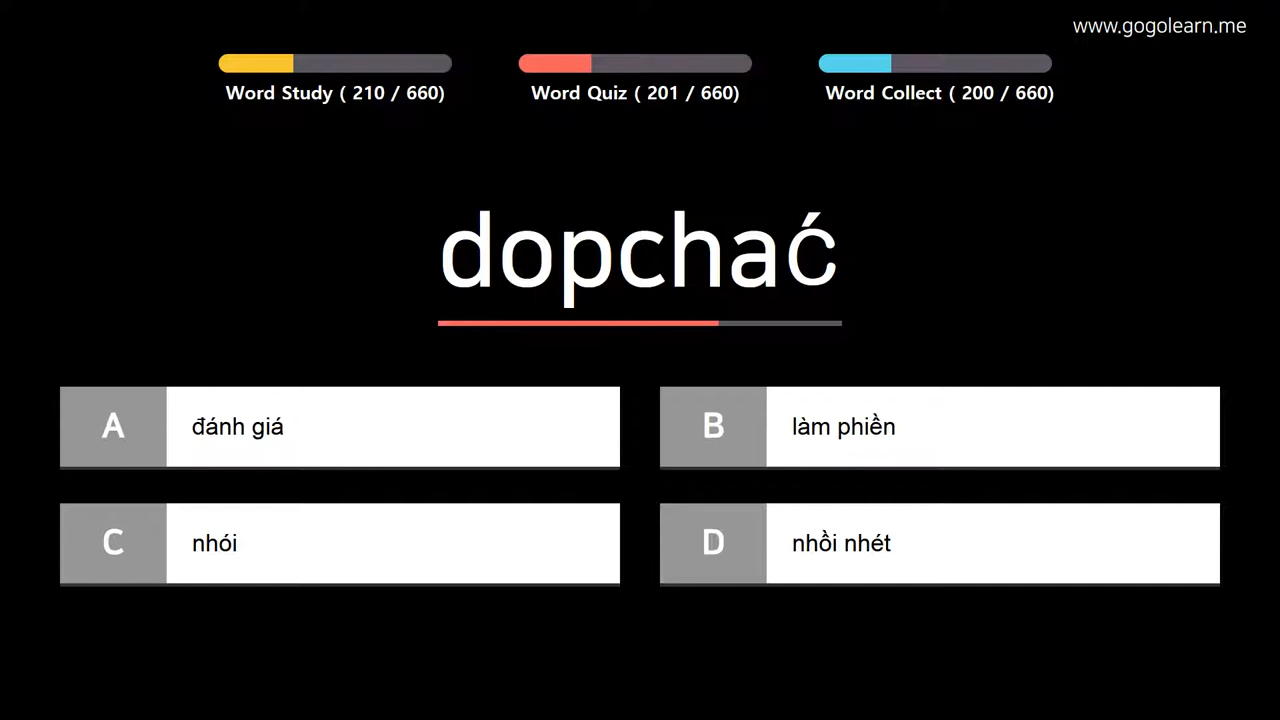 www.gogolearn.me
Word Study ( 210 / 660)
Word Quiz ( 201 / 660)
Word Collect ( 200 / 660)
dopchać
A đánh giá
B làm phiền
C nhói
D nhồi nhét